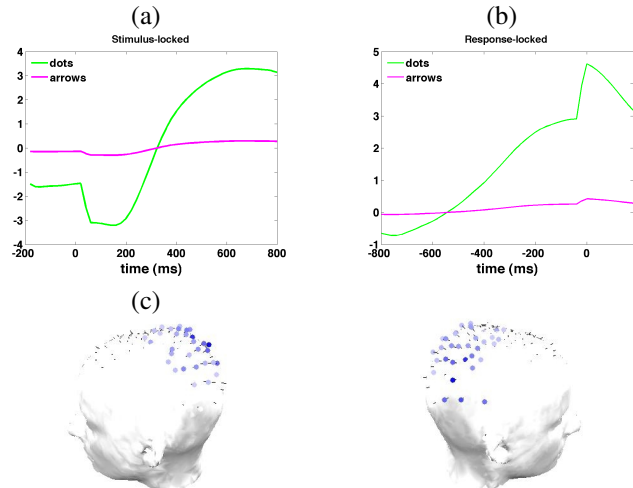 (a)
Stimulus-locked
4
3
2
1
0
-1
-2
-3
-4
dots
arrows
-200 0 200 400 600 800
time (ms)
(b)
Response-locked
5
4
3
2
1
0
-1
dots
arrows
-800 -600 -400 -200 0 200
time (ms)
(c)